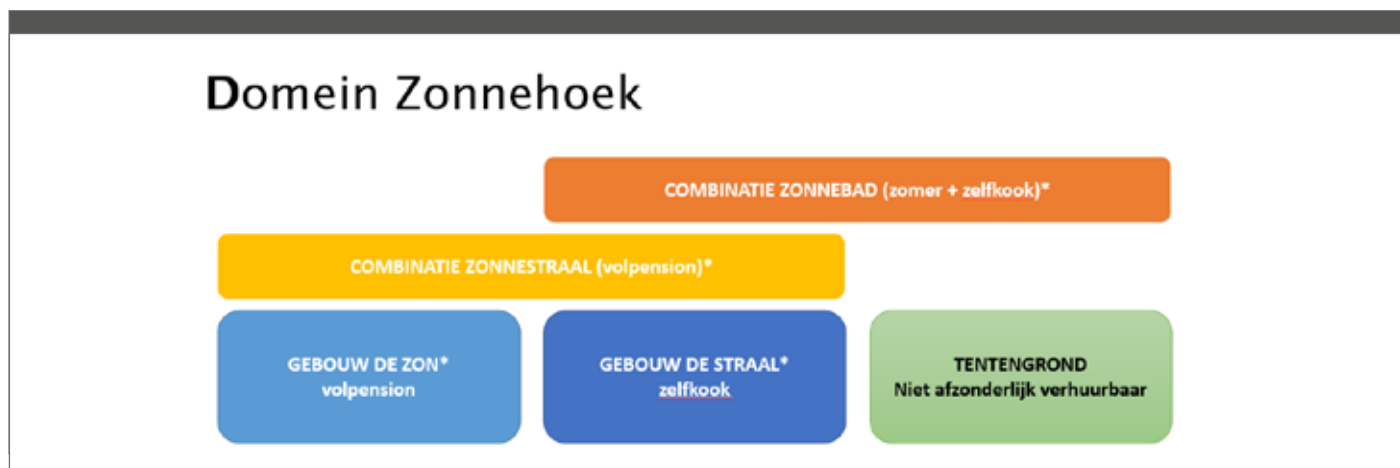 Domein Zonnehoek
COMBINATIE ZONNEBAD (zomer + zelfkook)*
COMBINATIE ZONNESTRAAL (volpension)*
GEBOUW DE ZON*
volpension
GEBOUW DE STRAAL*
zelfkook
TENTENGROND
Niet afzonderlijk verhuurbaar